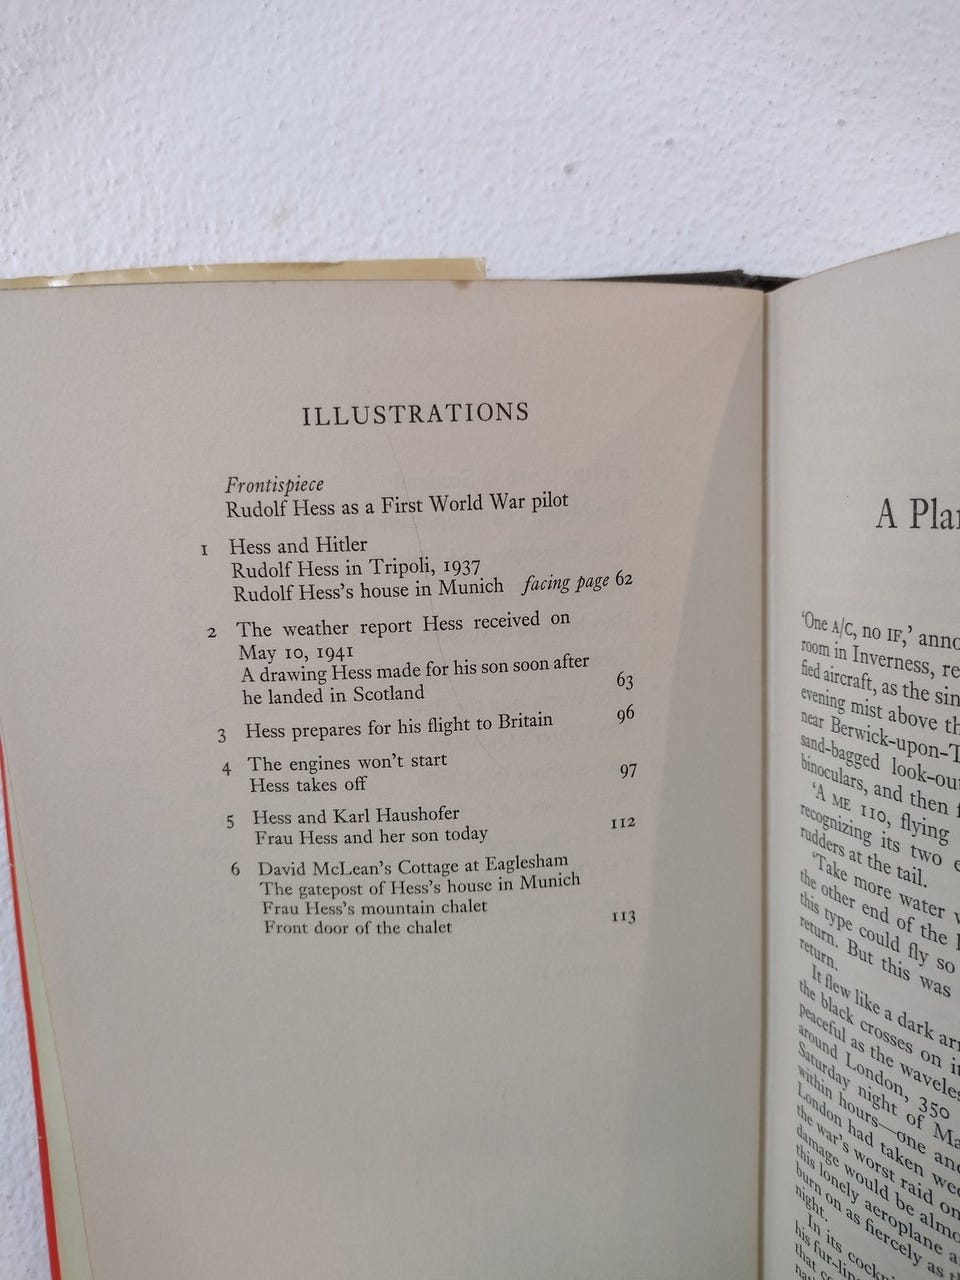 ILLUSTRATIONS
Frontispiece
Rudolf Hess as a First World War pilot
1 Hess and Hitler
Rudolf Hess in Tripoli, 1937
Rudolf Hess's house in Munich facing page 62
2 The weather report Hess received on
May 10, 1941
A drawing Hess made for his son soon after
he landed in Scotland 63
3 Hess prepares for his flight to Britain 96
4 The engines won't start
Hess takes off 97
5 Hess and Karl Haushofer
Frau Hess and her son today 112
6 David McLean's Cottage at Eaglesham
The gatepost of Hess's house in Munich
Frau Hess's mountain chalet
Front door of the chalet 113
A Pla
'One A/C, no IF,' anno
room in Inverness, re
fied aircraft, as the sin
evening mist above th
near Berwick-upon-T
sand-bagged look-ou
binoculars, and then
'A ME 110, flying
recognizing its two e
rudders at the tail.
'Take more water
the other end of the
this type could fly so
return. But this was
return.
It flew like a dark arr
the black crosses on it
peaceful as the waveles
around London, 350
Saturday night of Ma
within hours—one and
London had taken wee
the war's worst raid on
damage would be almo
this lonely aeroplane a
burn on as fiercely as
night.
In its cockp
his fur-lin
that co